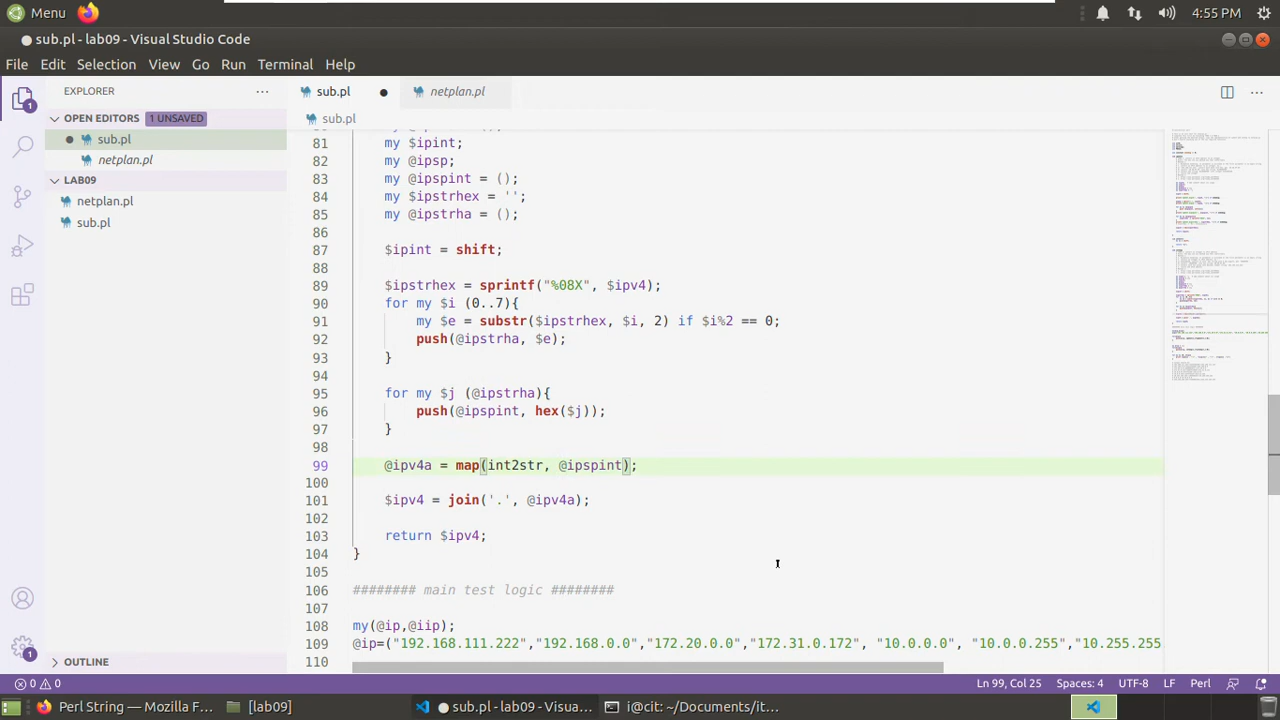 Menu 4:55 PM
sub.pl - lab09 - Visual Studio Code
File Edit Selection View Go Run Terminal Help
EXPLORER ··· sub.pl netplan.pl ···
OPEN EDITORS 1 UNSAVED
sub.pl
sub.pl
netplan.pl
LAB09
netplan.pl
sub.pl
81 my $ipint;
82 my @ipsp;
83 my @ipspint = ();
84 my $ipstrhex = '';
85 my @ipstrha = ();
86
87 $ipint = shift;
88
89 $ipstrhex = sprintf("%08X", $ipv4);
90 for my $i (0..7){
91 my $e = substr($ipstrhex, $i, 2) if $i%2 == 0;
92 push(@ipstrha, $e);
93 }
94
95 for my $j (@ipstrha){
96 push(@ipspint, hex($j));
97 }
98
99 @ipv4a = map(int2str, @ipspint);
100
101 $ipv4 = join('.', @ipv4a);
102
103 return $ipv4;
104 }
105
106 ######## main test logic ########
107
108 my(@ip,@iip);
109 @ip=("192.168.111.222","192.168.0.0","172.20.0.0","172.31.0.172", "10.0.0.0", "10.0.0.255","10.255.255
110
OUTLINE
1
1
0 0 Ln 99, Col 25 Spaces: 4 UTF-8 LF Perl
Perl String — Mozilla F... [lab09] ● sub.pl - lab09 - Visua... i@cit: ~/Documents/it...